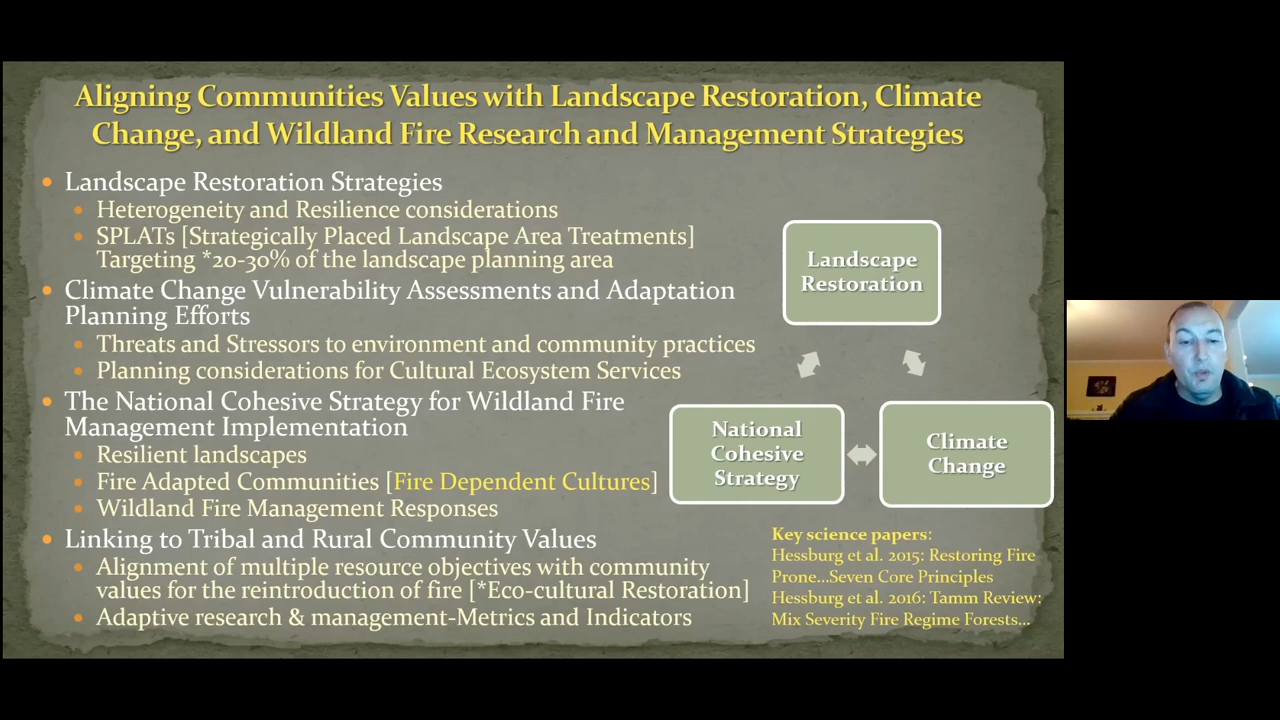 Aligning Communities Values with Landscape Restoration, Climate
Change, and Wildland Fire Research and Management Strategies
• Landscape Restoration Strategies
• Heterogeneity and Resilience considerations
• SPLATs [Strategically Placed Landscape Area Treatments]
Targeting *20-30% of the landscape planning area
• Climate Change Vulnerability Assessments and Adaptation
Planning Efforts
• Threats and Stressors to environment and community practices
• Planning considerations for Cultural Ecosystem Services
• The National Cohesive Strategy for Wildland Fire
Management Implementation
• Resilient landscapes
• Fire Adapted Communities [Fire Dependent Cultures]
• Wildland Fire Management Responses
• Linking to Tribal and Rural Community Values
• Alignment of multiple resource objectives with community
values for the reintroduction of fire [*Eco-cultural Restoration]
• Adaptive research & management-Metrics and Indicators
Landscape
Restoration
National
Cohesive
Strategy
Climate
Change
Key science papers:
Hessburg et al. 2015: Restoring Fire
Prone...Seven Core Principles
Hessburg et al. 2016: Tamm Review:
Mix Severity Fire Regime Forests...